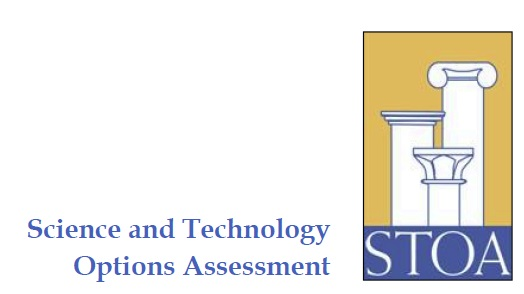 Science and Technology
Options Assessment
STOA